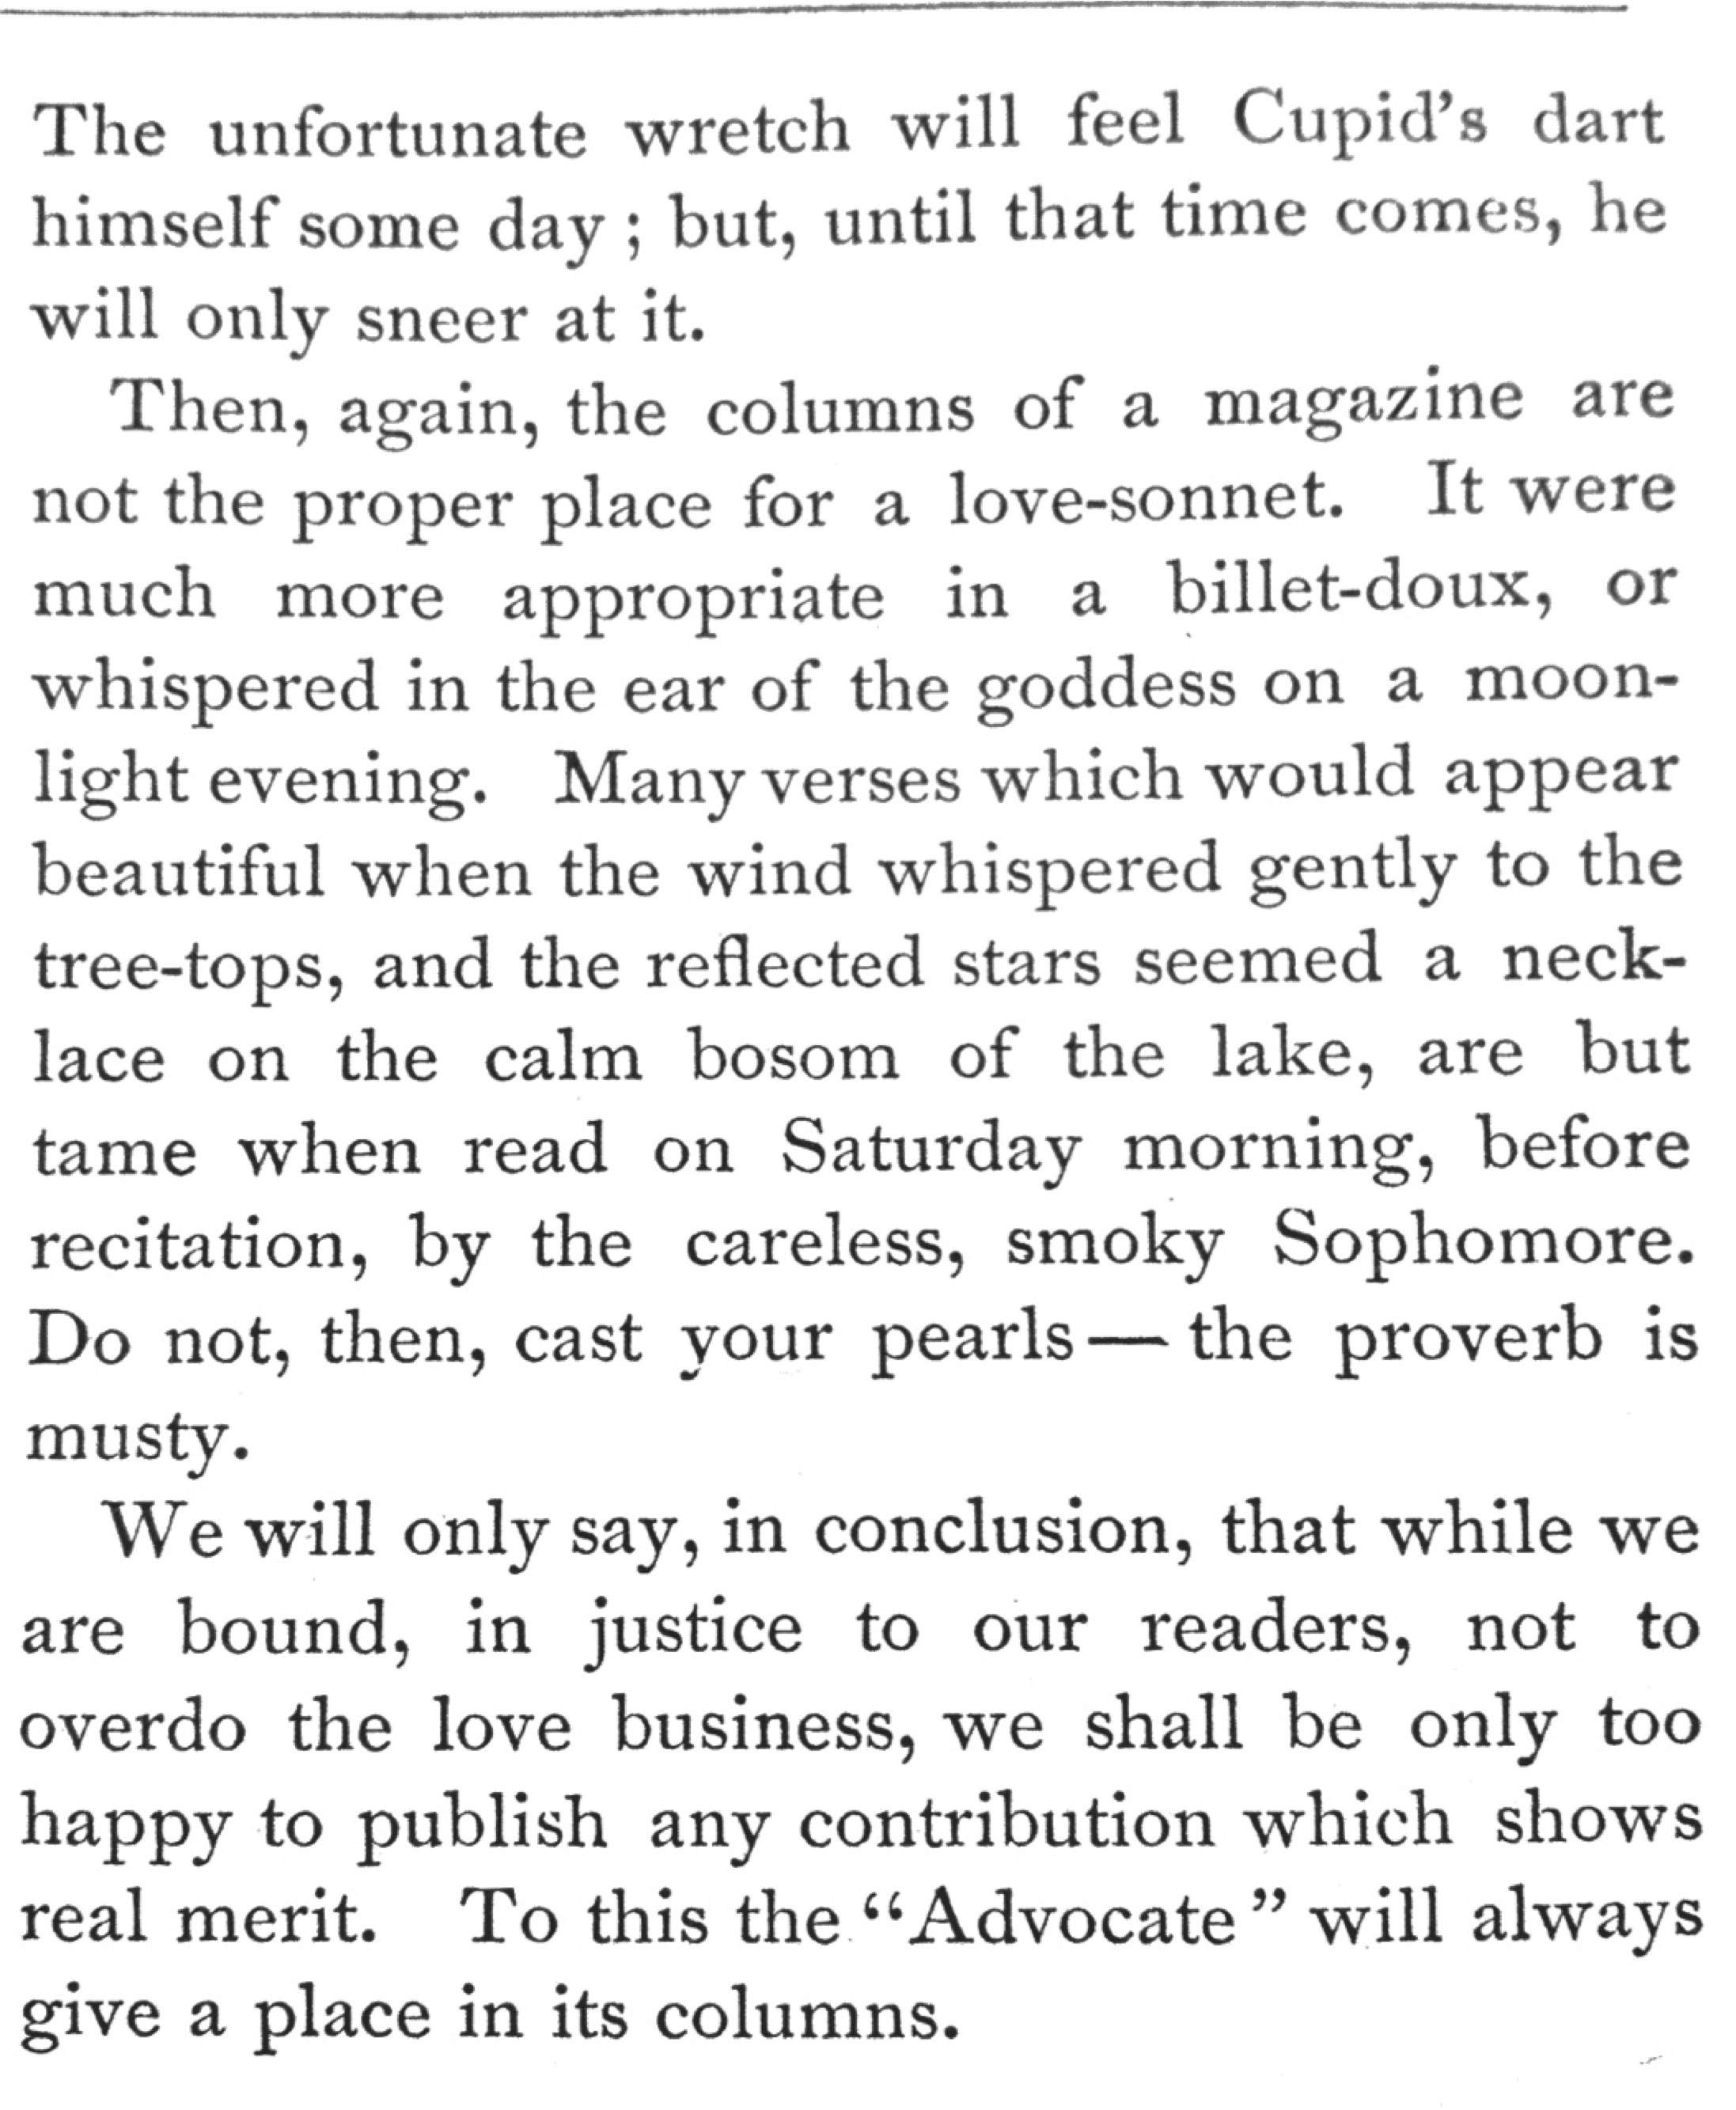 The unfortunate wretch will feel Cupid's dart
himself some day ; but, until that time comes, he
will only sneer at it.
Then, again, the columns of a magazine are
not the proper place for a love-sonnet. It were
much more appropriate in a billet-doux, or
whispered in the ear of the goddess on a moon-
light evening. Many verses which would appear
beautiful when the wind whispered gently to the
tree-tops, and the reflected stars seemed a neck-
lace on the calm bosom of the lake, are but
tame when read on Saturday morning, before
recitation, by the careless, smoky Sophomore.
Do not, then, cast your pearls — the proverb is
musty.
We will only say, in conclusion, that while we
are bound, in justice to our readers, not to
overdo the love business, we shall be only too
happy to publish any contribution which shows
real merit. To this the “Advocate” will always
give a place in its columns.